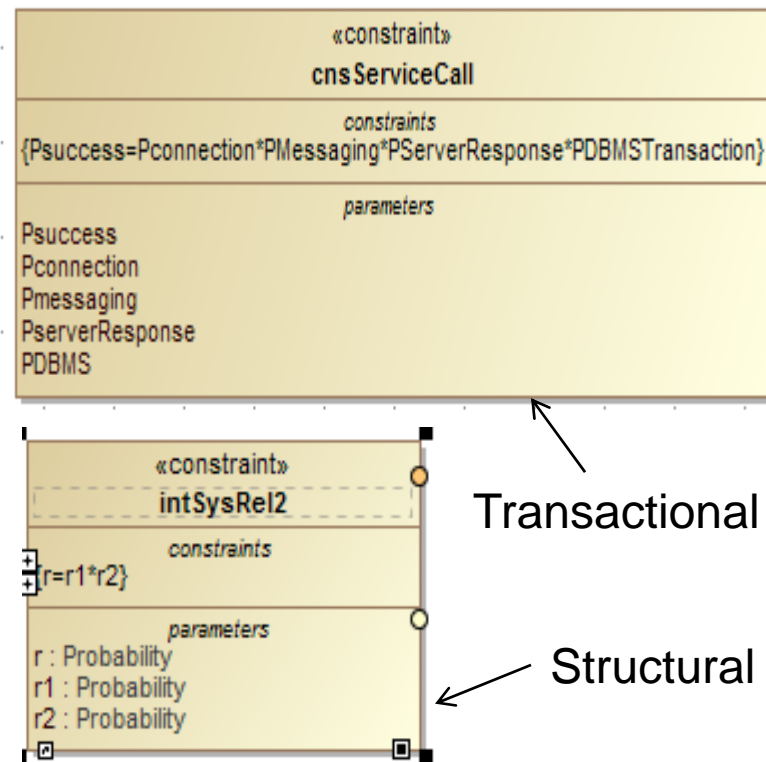 «constraint»
cnsServiceCall
constraints
{Psuccess=Pconnection*PMessaging*PServerResponse*PDBMSTransaction}
parameters
Psuccess
Pconnection
Pmessaging
PserverResponse
PDBMS
Transactional
«constraint»
intSysRel2
constraints
{r=r1*r2}
parameters
r : Probability
r1 : Probability
r2 : Probability
Structural